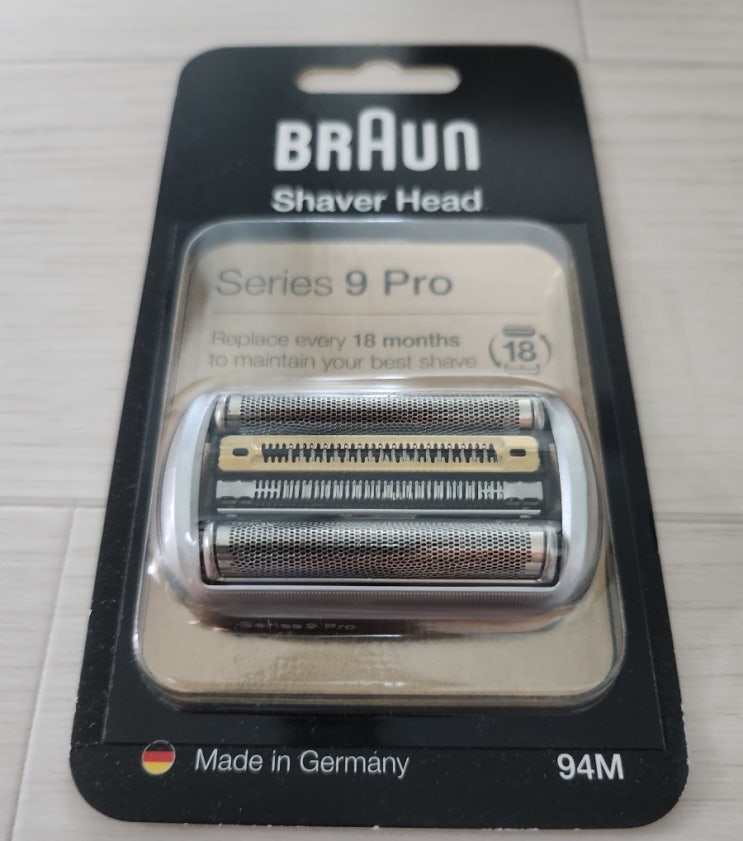 BRAUN
Shaver Head
Series 9 Pro
Replace every 18 months
to maintain your best shave
18
Series 9 Pro
Made in Germany
94M